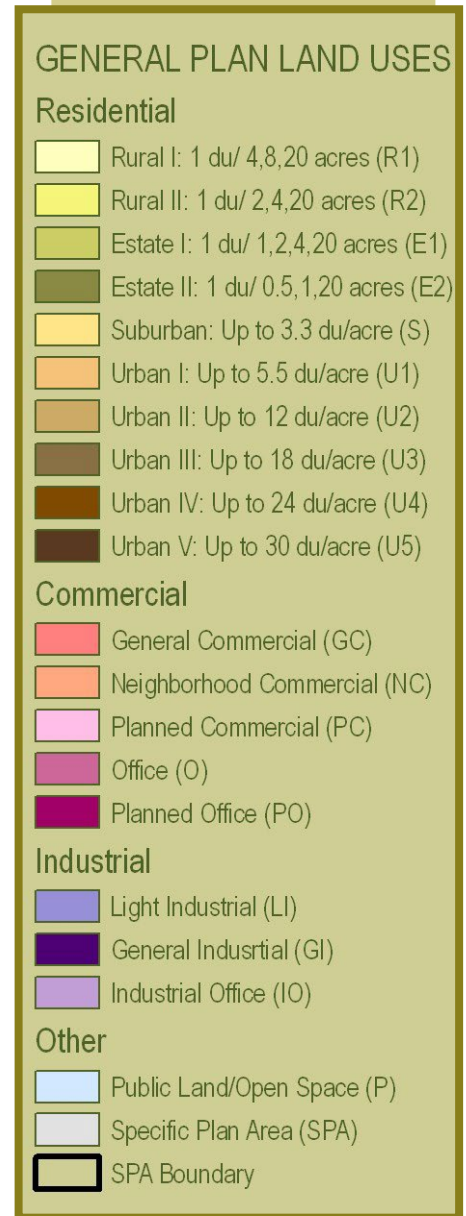 GENERAL PLAN LAND USES
Residential
Rural I: 1 du/ 4,8,20 acres (R1)
Rural II: 1 du/ 2,4,20 acres (R2)
Estate I: 1 du/ 1,2,4,20 acres (E1)
Estate II: 1 du/ 0.5,1,20 acres (E2)
Suburban: Up to 3.3 du/acre (S)
Urban I: Up to 5.5 du/acre (U1)
Urban II: Up to 12 du/acre (U2)
Urban III: Up to 18 du/acre (U3)
Urban IV: Up to 24 du/acre (U4)
Urban V: Up to 30 du/acre (U5)
Commercial
General Commercial (GC)
Neighborhood Commercial (NC)
Planned Commercial (PC)
Office (O)
Planned Office (PO)
Industrial
Light Industrial (LI)
General Indusrtial (GI)
Industrial Office (IO)
Other
Public Land/Open Space (P)
Specific Plan Area (SPA)
SPA Boundary